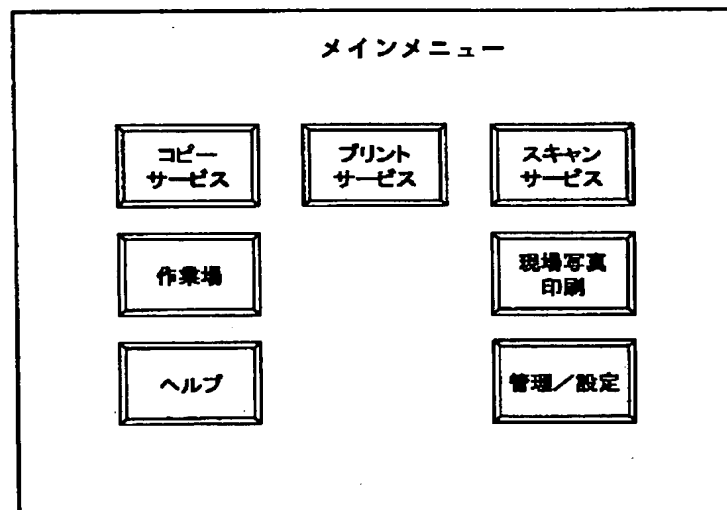 メインメニュー
コピー
サービス
プリント
サービス
スキャン
サービス
作業場
現場写真
印刷
ヘルプ
管理／設定